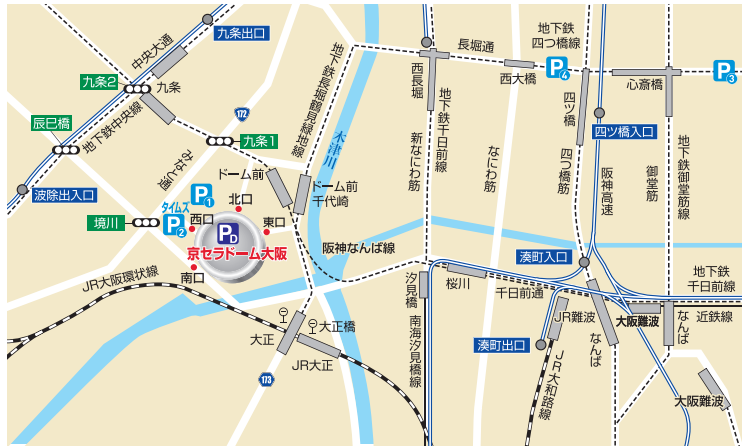 九条出口
中央大通
九条2
九条
辰巳橋
地下鉄中央線
波除出入口
みなと通
172
九条1
境川
タイムズ
P1
P2
西口
北口
東口
南口
PD
京セラドーム大阪
ドーム前
ドーム前
千代崎
地下鉄長堀鶴見緑地線
木津川
長堀通
西長堀
西大橋
地下鉄
四つ橋線
P4
心斎橋
P3
地下鉄千日前線
新なにわ筋
なにわ筋
四ツ橋
四つ橋筋
四ツ橋入口
阪神高速
御堂筋
地下鉄御堂筋線
阪神なんば線
湊町入口
地下鉄
千日前線
JR大阪環状線
大正橋
大正
JR大正
173
汐見橋
南海汐見橋線
桜川
千日前通
JR難波
湊町出口
JR大和路線
なんば
大阪難波
近鉄線
なんば
大阪難波